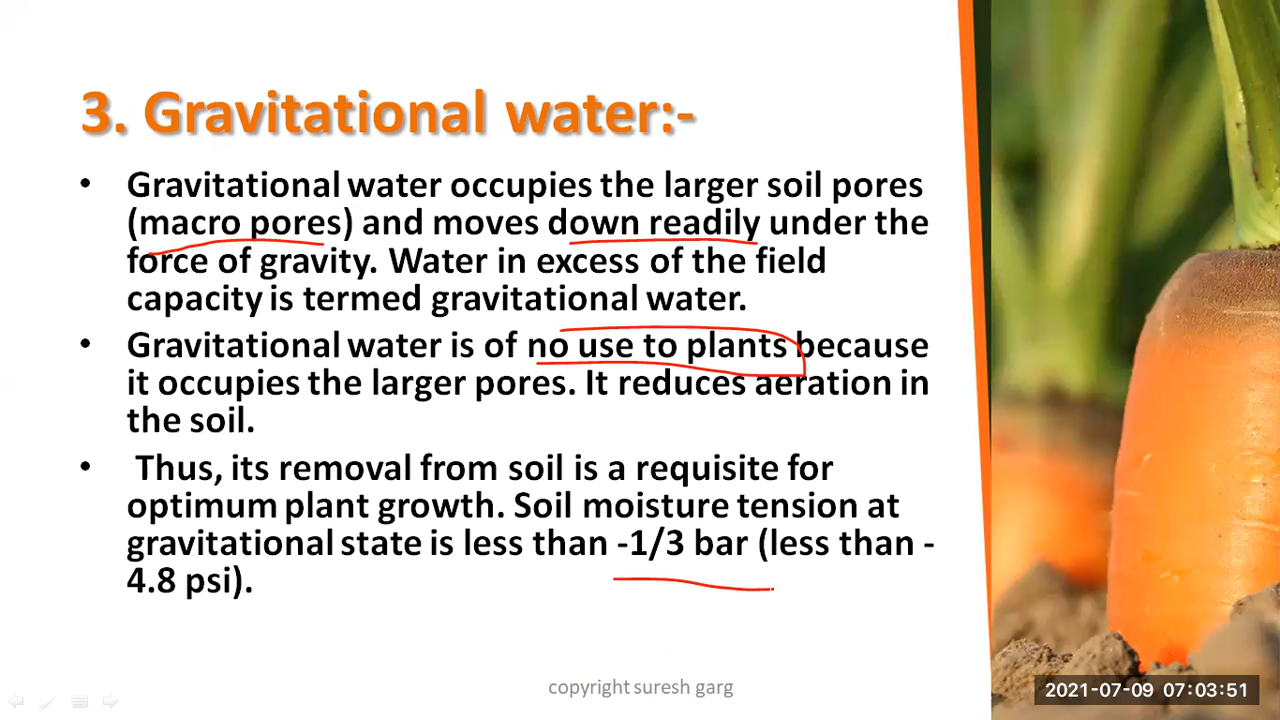 3. Gravitational water:-
• Gravitational water occupies the larger soil pores
(macro pores) and moves down readily under the
force of gravity. Water in excess of the field
capacity is termed gravitational water.
• Gravitational water is of no use to plants because
it occupies the larger pores. It reduces aeration in
the soil.
• Thus, its removal from soil is a requisite for
optimum plant growth. Soil moisture tension at
gravitational state is less than -1/3 bar (less than -
4.8 psi).
copyright suresh garg
2021-07-09 07:03:51